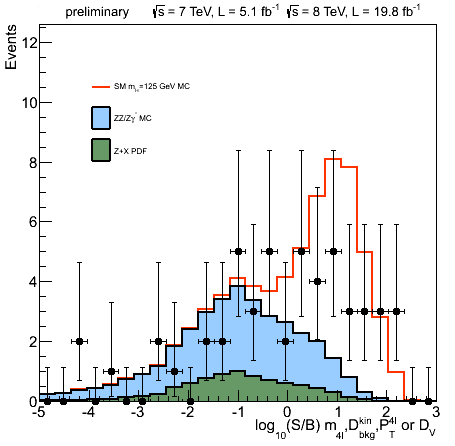 preliminary √s = 7 TeV, L = 5.1 fb⁻¹ √s = 8 TeV, L = 19.8 fb⁻¹
Events
12
10
8
6
4
2
0
SM m_H=125 GeV MC
ZZ/Zγ* MC
Z+X PDF
-5 -4 -3 -2 -1 0 1 2 3
log₁₀(S/B) m_4l,D^kin_bkg,P^4l_T or D_V